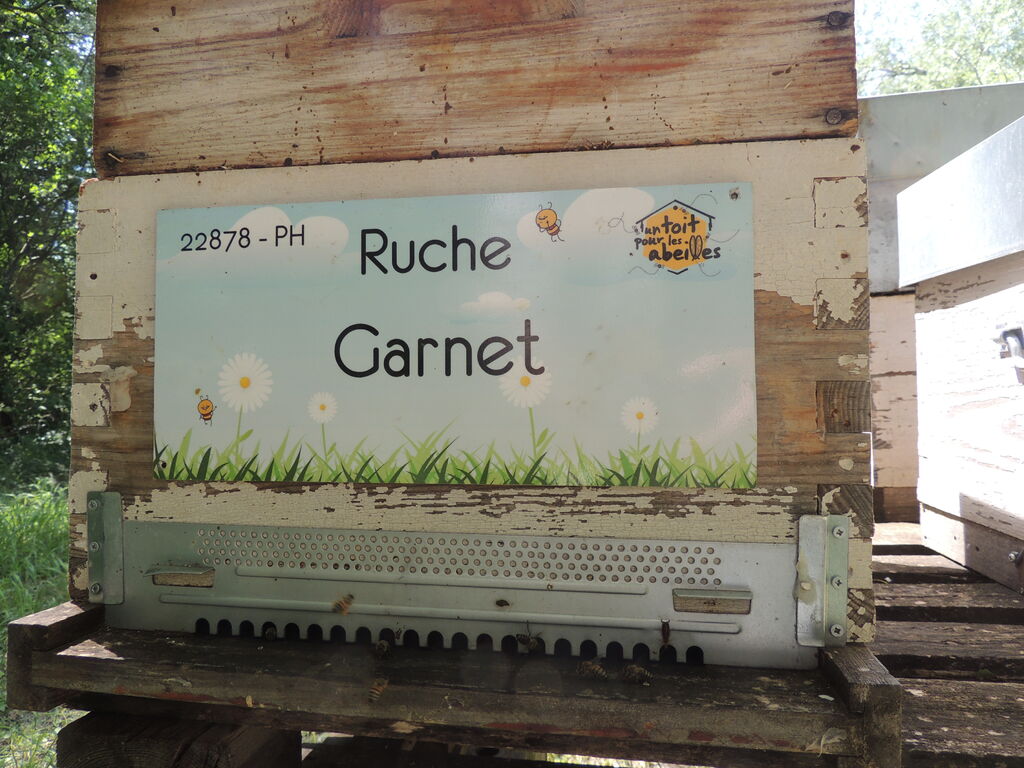 22878 - PH
Ruche
Garnet
un toit
pour les
abeilles